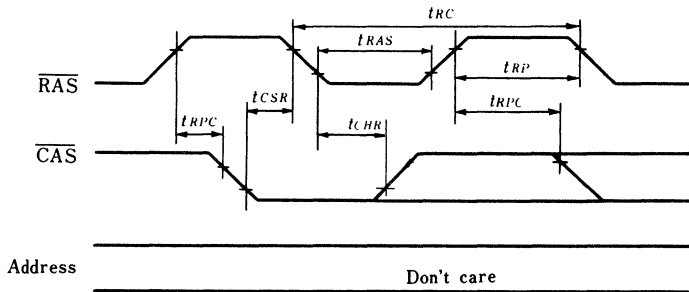 tRC
tRAS
RAS
tRP
tCSR
tRPC
tRPC
tCHR
CAS
Address
Don't care